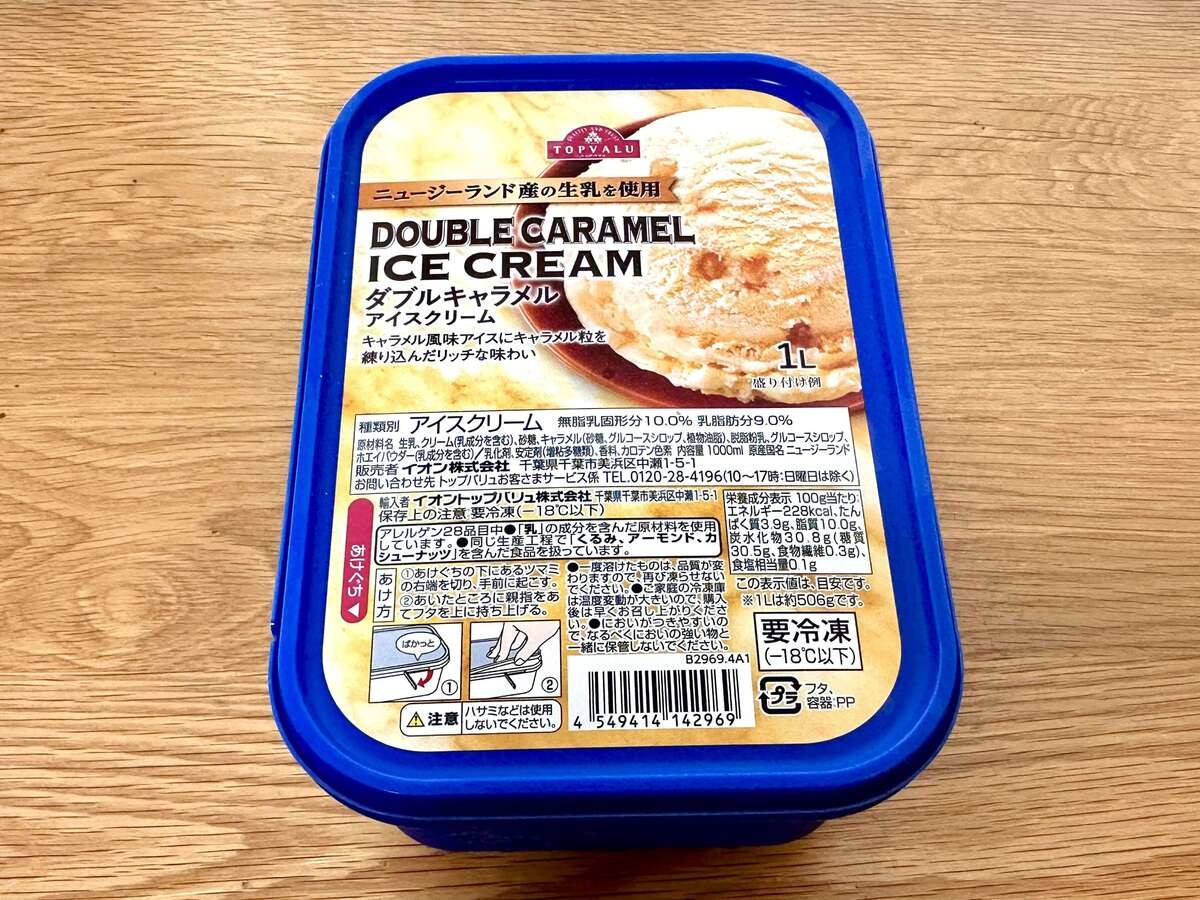 QUALITY AND TRUST
TOPVALU
トップバリュ
ニュージーランド産の生乳を使用
DOUBLE CARAMEL
ICE CREAM
ダブルキャラメル
アイスクリーム
キャラメル風味アイスにキャラメル粒を
練り込んだリッチな味わい
1L
盛り付け例
種類別 アイスクリーム 無脂乳固形分10.0% 乳脂肪分9.0%
原材料名 生乳、クリーム(乳成分を含む)、砂糖、キャラメル(砂糖、グルコースシロップ、植物油脂)、脱脂粉乳、グルコースシロップ、
ホエイパウダー(乳成分を含む)/乳化剤、安定剤(増粘多糖類)、香料、カロテン色素 内容量 1000ml 原産国名 ニュージーランド
販売者 イオン株式会社 千葉県千葉市美浜区中瀬1-5-1
お問い合わせ先 トップバリュお客さまサービス係 TEL.0120-28-4196(10〜17時:日曜日は除く)
輸入者 イオントップバリュ株式会社 千葉県千葉市美浜区中瀬1-5-1
保存上の注意 要冷凍(−18℃以下)
アレルゲン28品目中●「乳」の成分を含んだ原材料を使用
しています。●同じ生産工程で「くるみ、アーモンド、カ
シューナッツ」を含んだ食品を扱っています。
栄養成分表示 100g当たり:
エネルギー228kcal、たん
ぱく質3.9g、脂質10.0g、
炭水化物30.8g(糖質
30.5g、食物繊維0.3g)、
食塩相当量0.1g
この表示値は、目安です。
※1Lは約506gです。
あけぐち▼
あけ方
①あけぐちの下にあるツマミ
の右端を切り、手前に起こす。
②あいたところに親指をあ
てフタを上に持ち上げる。
ぱかっと
①
②
注意
ハサミなどは使用
しないでください。
●一度溶けたものは、品質が変
わりますので、再び凍らせない
でください。●ご家庭の冷凍庫
は温度変動が大きいので、購入
後は早くお召し上がりくださ
い。●においがつきやすいの
で、なるべくにおいの強い物と
一緒に保管しないでください。
B2969.4A1
4 549414 142969
要冷凍
(−18℃以下)
プラ
フタ、
容器:PP